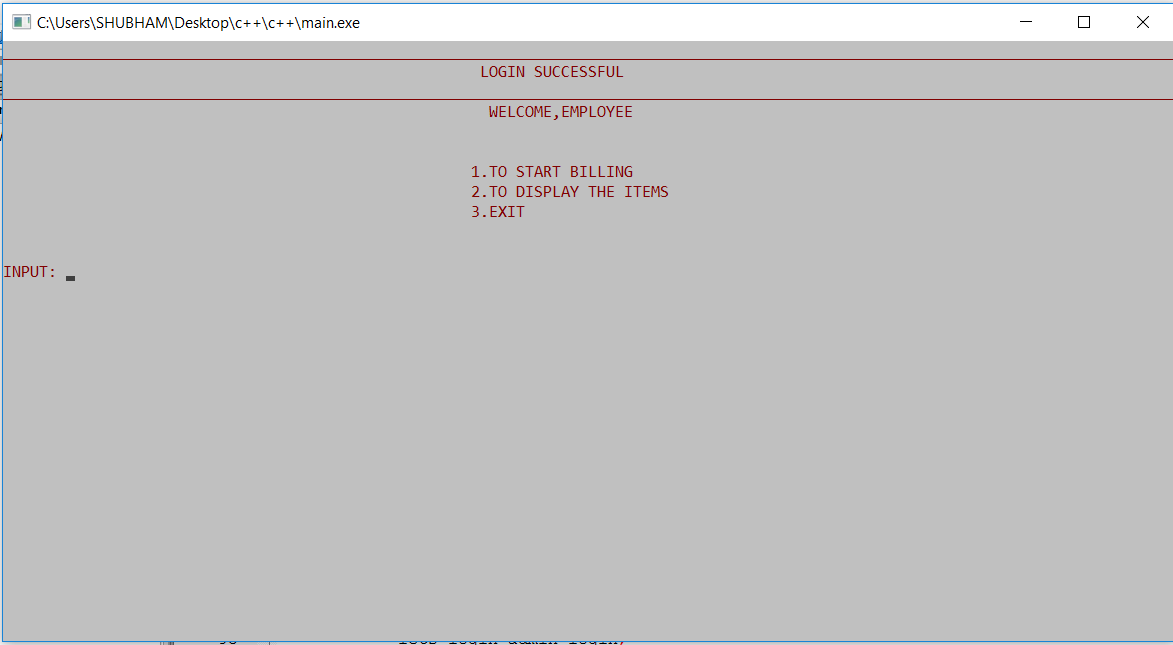 C:\Users\SHUBHAM\Desktop\c++\c++\main.exe
LOGIN SUCCESSFUL
WELCOME,EMPLOYEE
1.TO START BILLING
2.TO DISPLAY THE ITEMS
3.EXIT
INPUT: